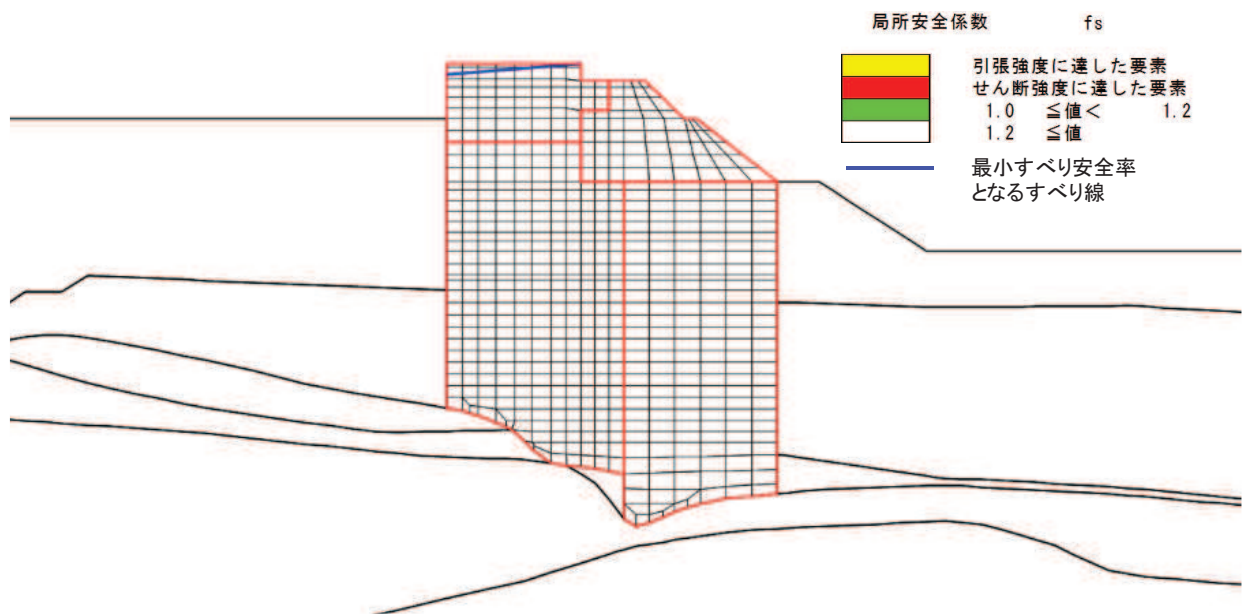 局所安全係数 fs
引張強度に達した要素
せん断強度に達した要素
1.0 ≦値< 1.2
1.2 ≦値
最小すべり安全率
となるすべり線